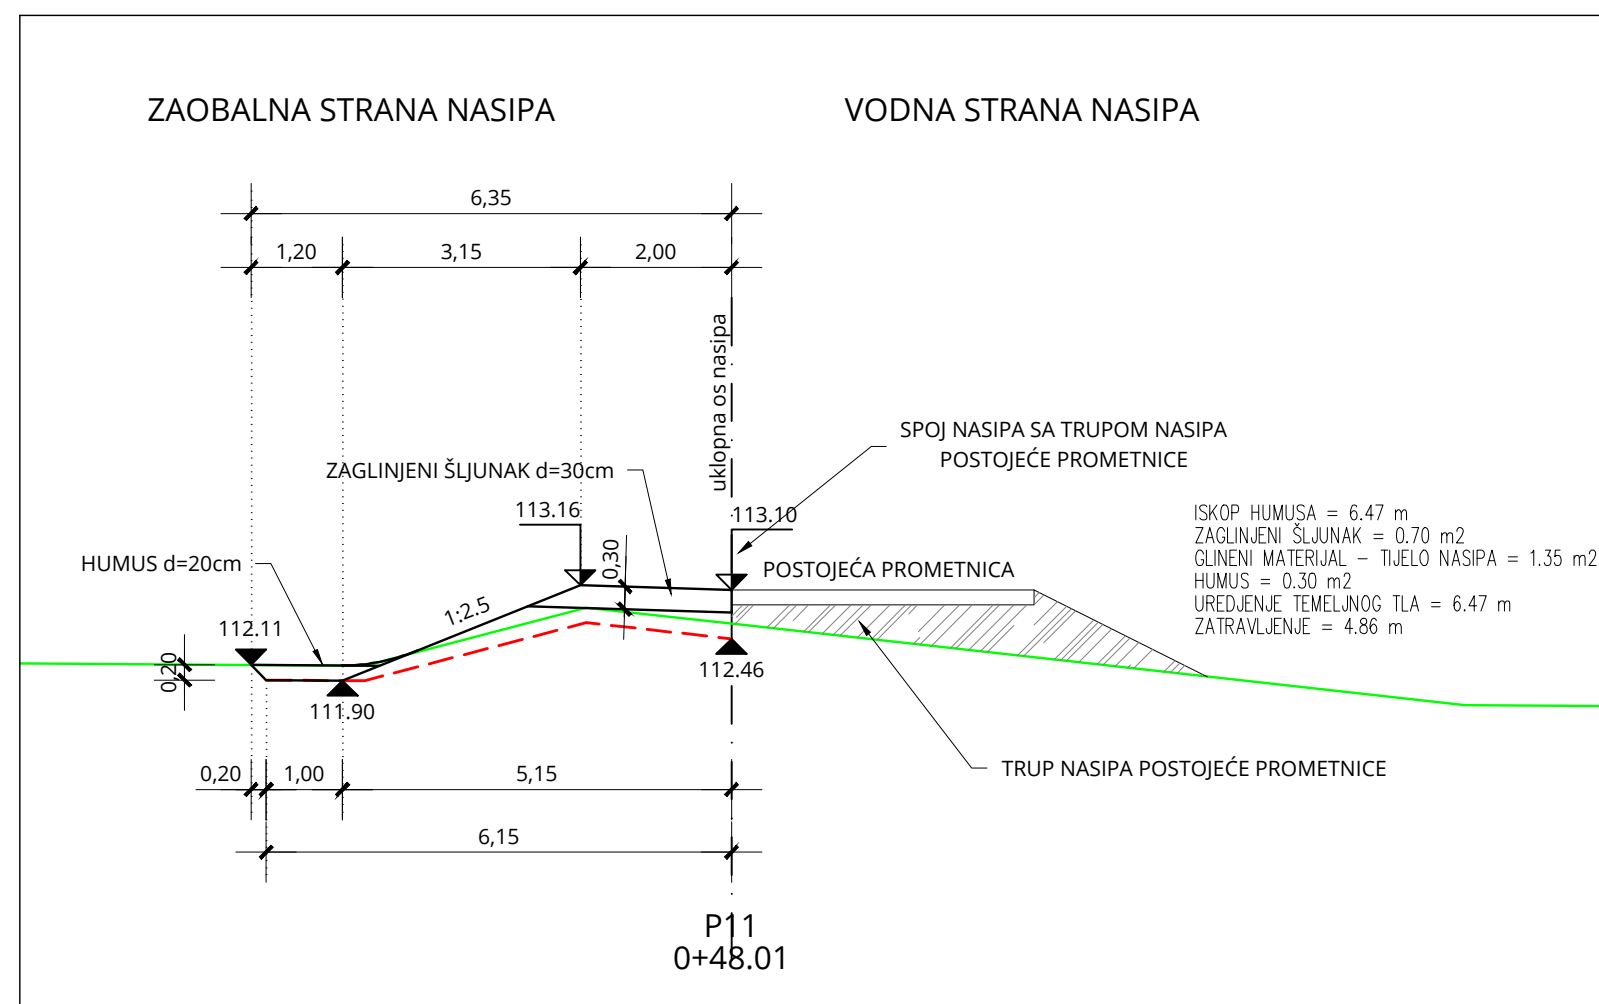 ZAOBALNA STRANA NASIPA
VODNA STRANA NASIPA
6,35
1,20
3,15
2,00
uklopna os nasipa
SPOJ NASIPA SA TRUPOM NASIPA
POSTOJEĆE PROMETNICE
ZAGLINJENI ŠLJUNAK d=30cm
113.16
113.10
ISKOP HUMUSA = 6.47 m
ZAGLINJENI ŠLJUNAK = 0.70 m2
GLINENI MATERIJAL – TIJELO NASIPA = 1.35 m2
HUMUS = 0.30 m2
UREDJENJE TEMELJNOG TLA = 6.47 m
ZATRAVLJENJE = 4.86 m
HUMUS d=20cm
0,30
POSTOJEĆA PROMETNICA
1:2.5
112.11
0,20
112.46
111.90
TRUP NASIPA POSTOJEĆE PROMETNICE
0,20
1,00
5,15
6,15
P11
0+48.01